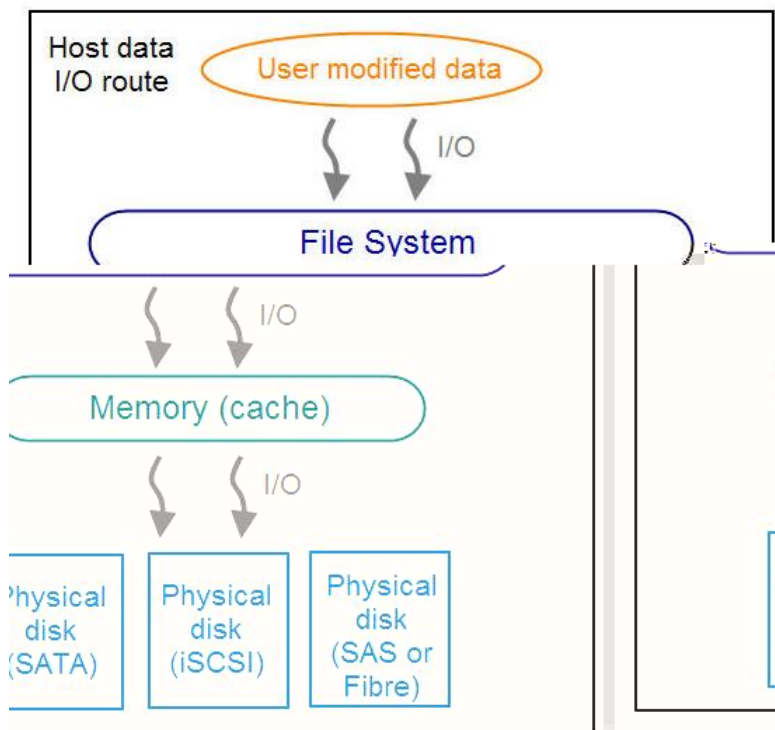 Host data
I/O route
User modified data
I/O
File System
I/O
Memory (cache)
I/O
Physical
disk
(SATA)
Physical
disk
(iSCSI)
Physical
disk
(SAS or
Fibre)